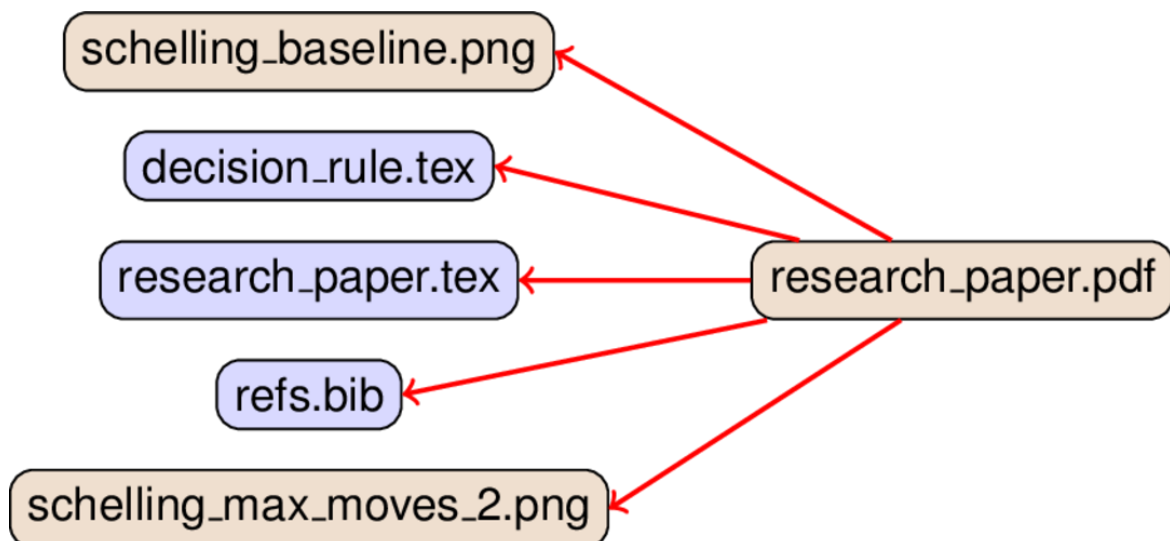 schelling_baseline.png
decision_rule.tex
research_paper.tex
research_paper.pdf
refs.bib
schelling_max_moves_2.png